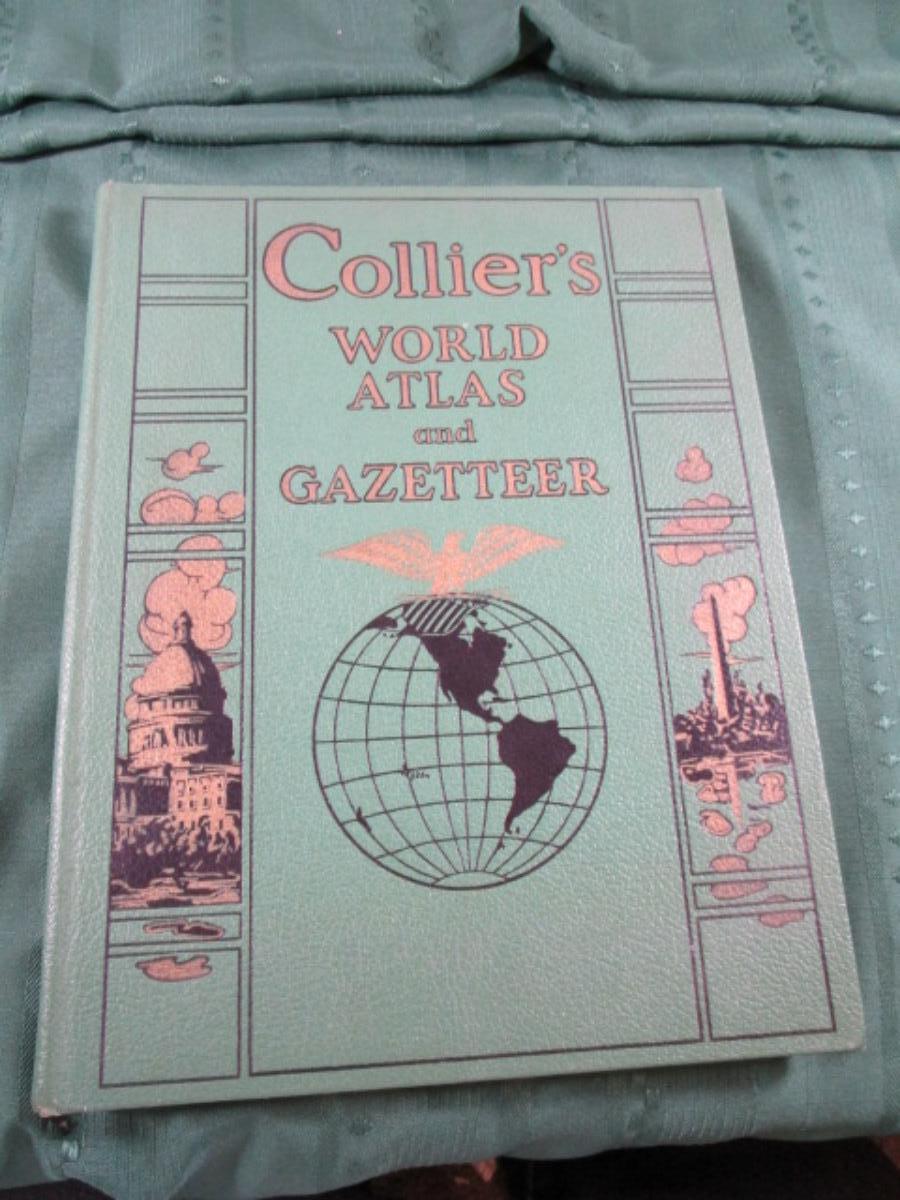 Collier's
WORLD
ATLAS
and
GAZETTEER